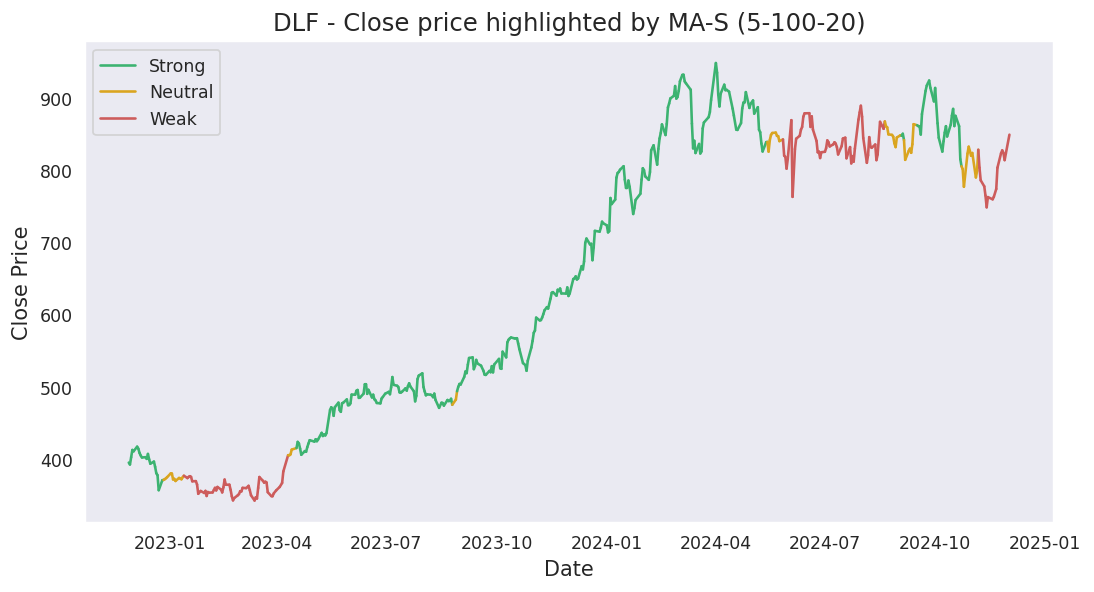 DLF - Close price highlighted by MA-S (5-100-20)
Strong
Neutral
Weak
900
800
700
600
500
400
Close Price
2023-01 2023-04 2023-07 2023-10 2024-01 2024-04 2024-07 2024-10 2025-01
Date